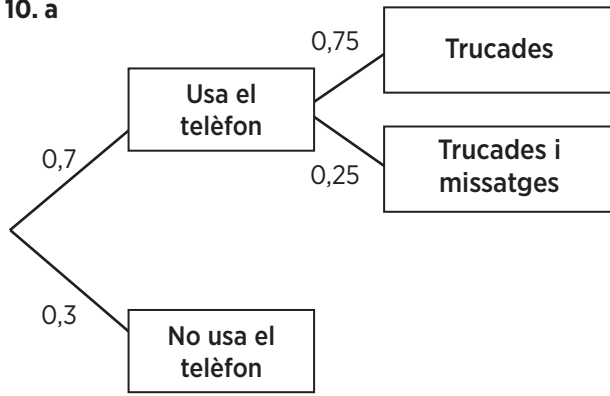 10. a
0,75
Trucades
Usa el
telèfon
0,7
0,25
Trucades i
missatges
0,3
No usa el
telèfon